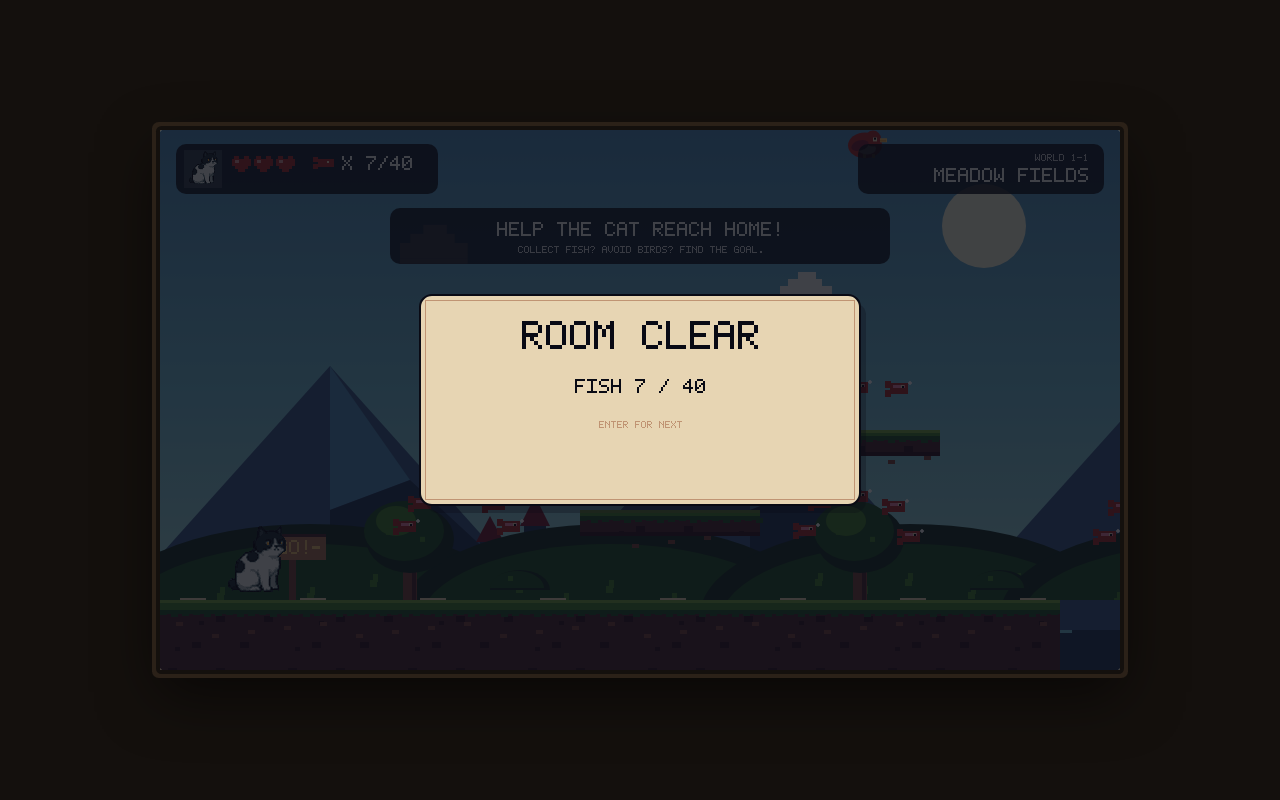 X 7/40
WORLD 1-1
MEADOW FIELDS
HELP THE CAT REACH HOME!
COLLECT FISH? AVOID BIRDS? FIND THE GOAL.
ROOM CLEAR
FISH 7 / 40
ENTER FOR NEXT